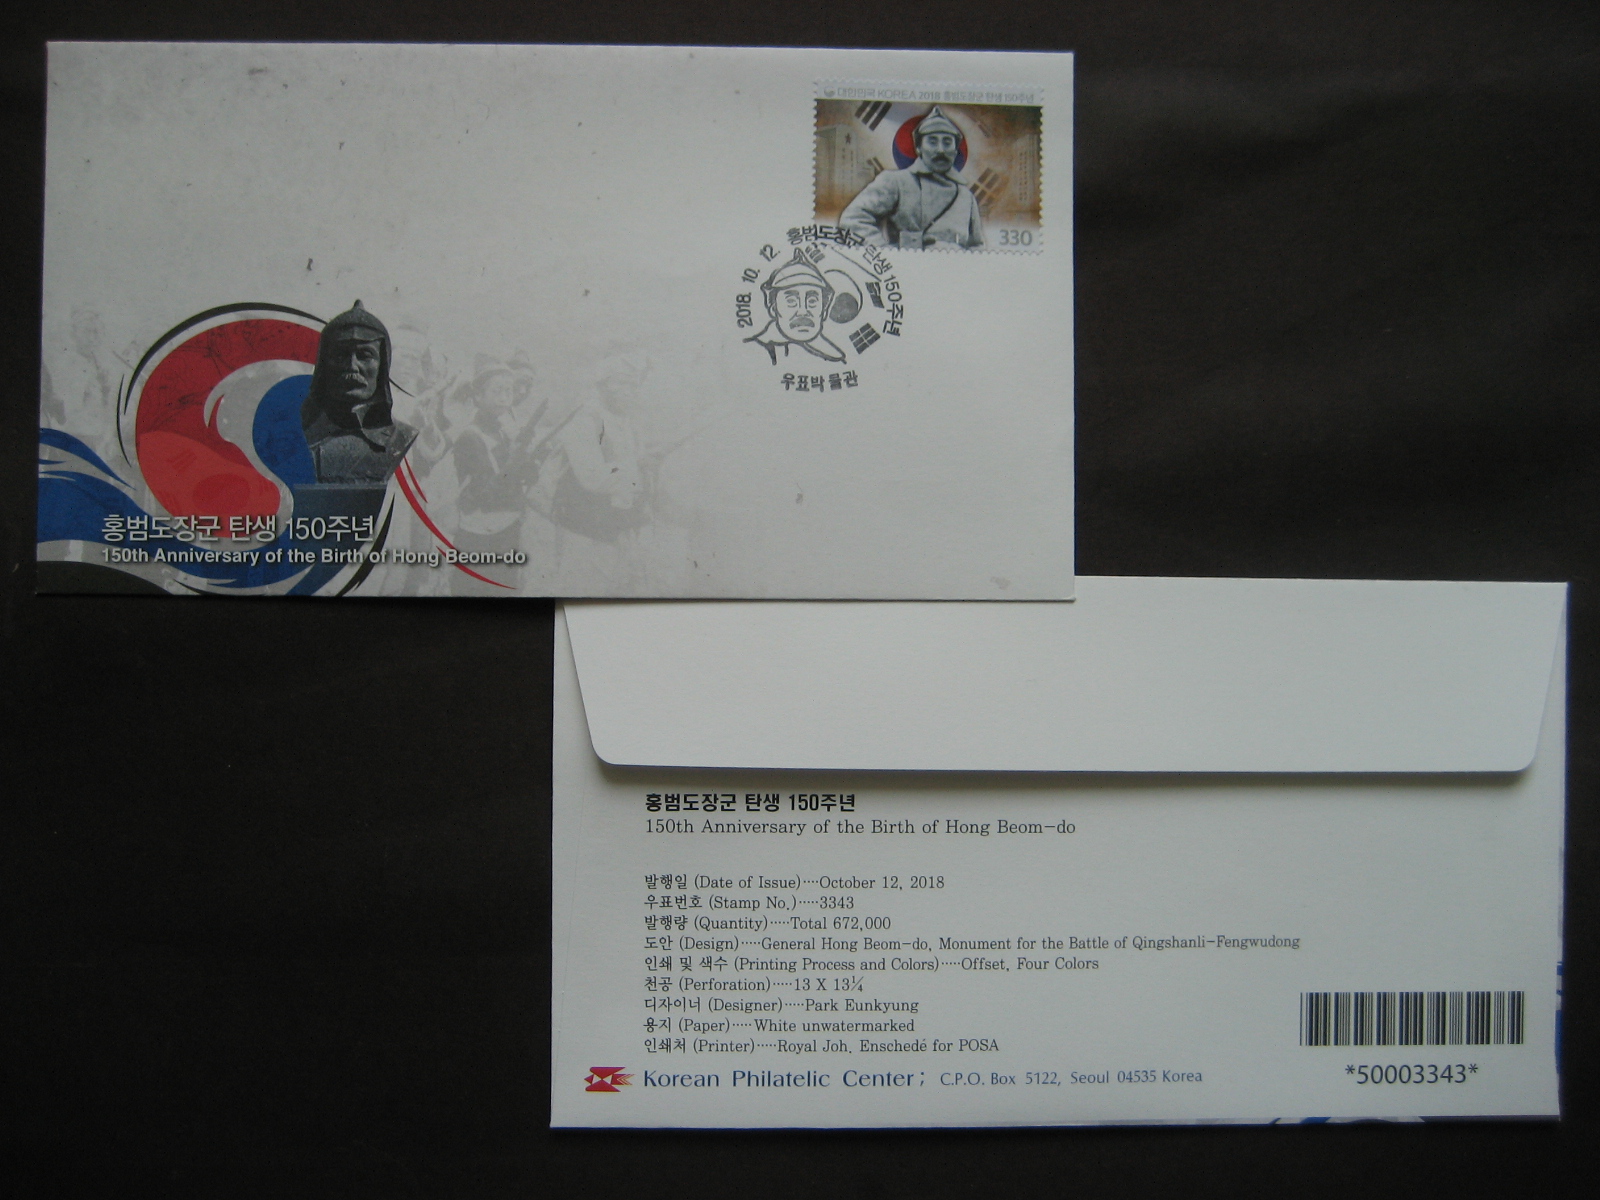 대한민국 KOREA 2018 홍범도장군 탄생 150주년
330
2018. 10. 12. 홍범도장군 탄생 150주년
우표박물관
홍범도장군 탄생 150주년
150th Anniversary of the Birth of Hong Beom-do
홍범도장군 탄생 150주년
150th Anniversary of the Birth of Hong Beom-do
발행일 (Date of Issue)····October 12, 2018
우표번호 (Stamp No.)·····3343
발행량 (Quantity)·····Total 672,000
도안 (Design)·····General Hong Beom-do, Monument for the Battle of Qingshanli-Fengwudong
인쇄 및 색수 (Printing Process and Colors)·····Offset, Four Colors
천공 (Perforation)·····13 X 13¼
디자이너 (Designer)·····Park Eunkyung
용지 (Paper)·····White unwatermarked
인쇄처 (Printer)·····Royal Joh. Enschedé for POSA
Korean Philatelic Center; C.P.O. Box 5122, Seoul 04535 Korea
*50003343*